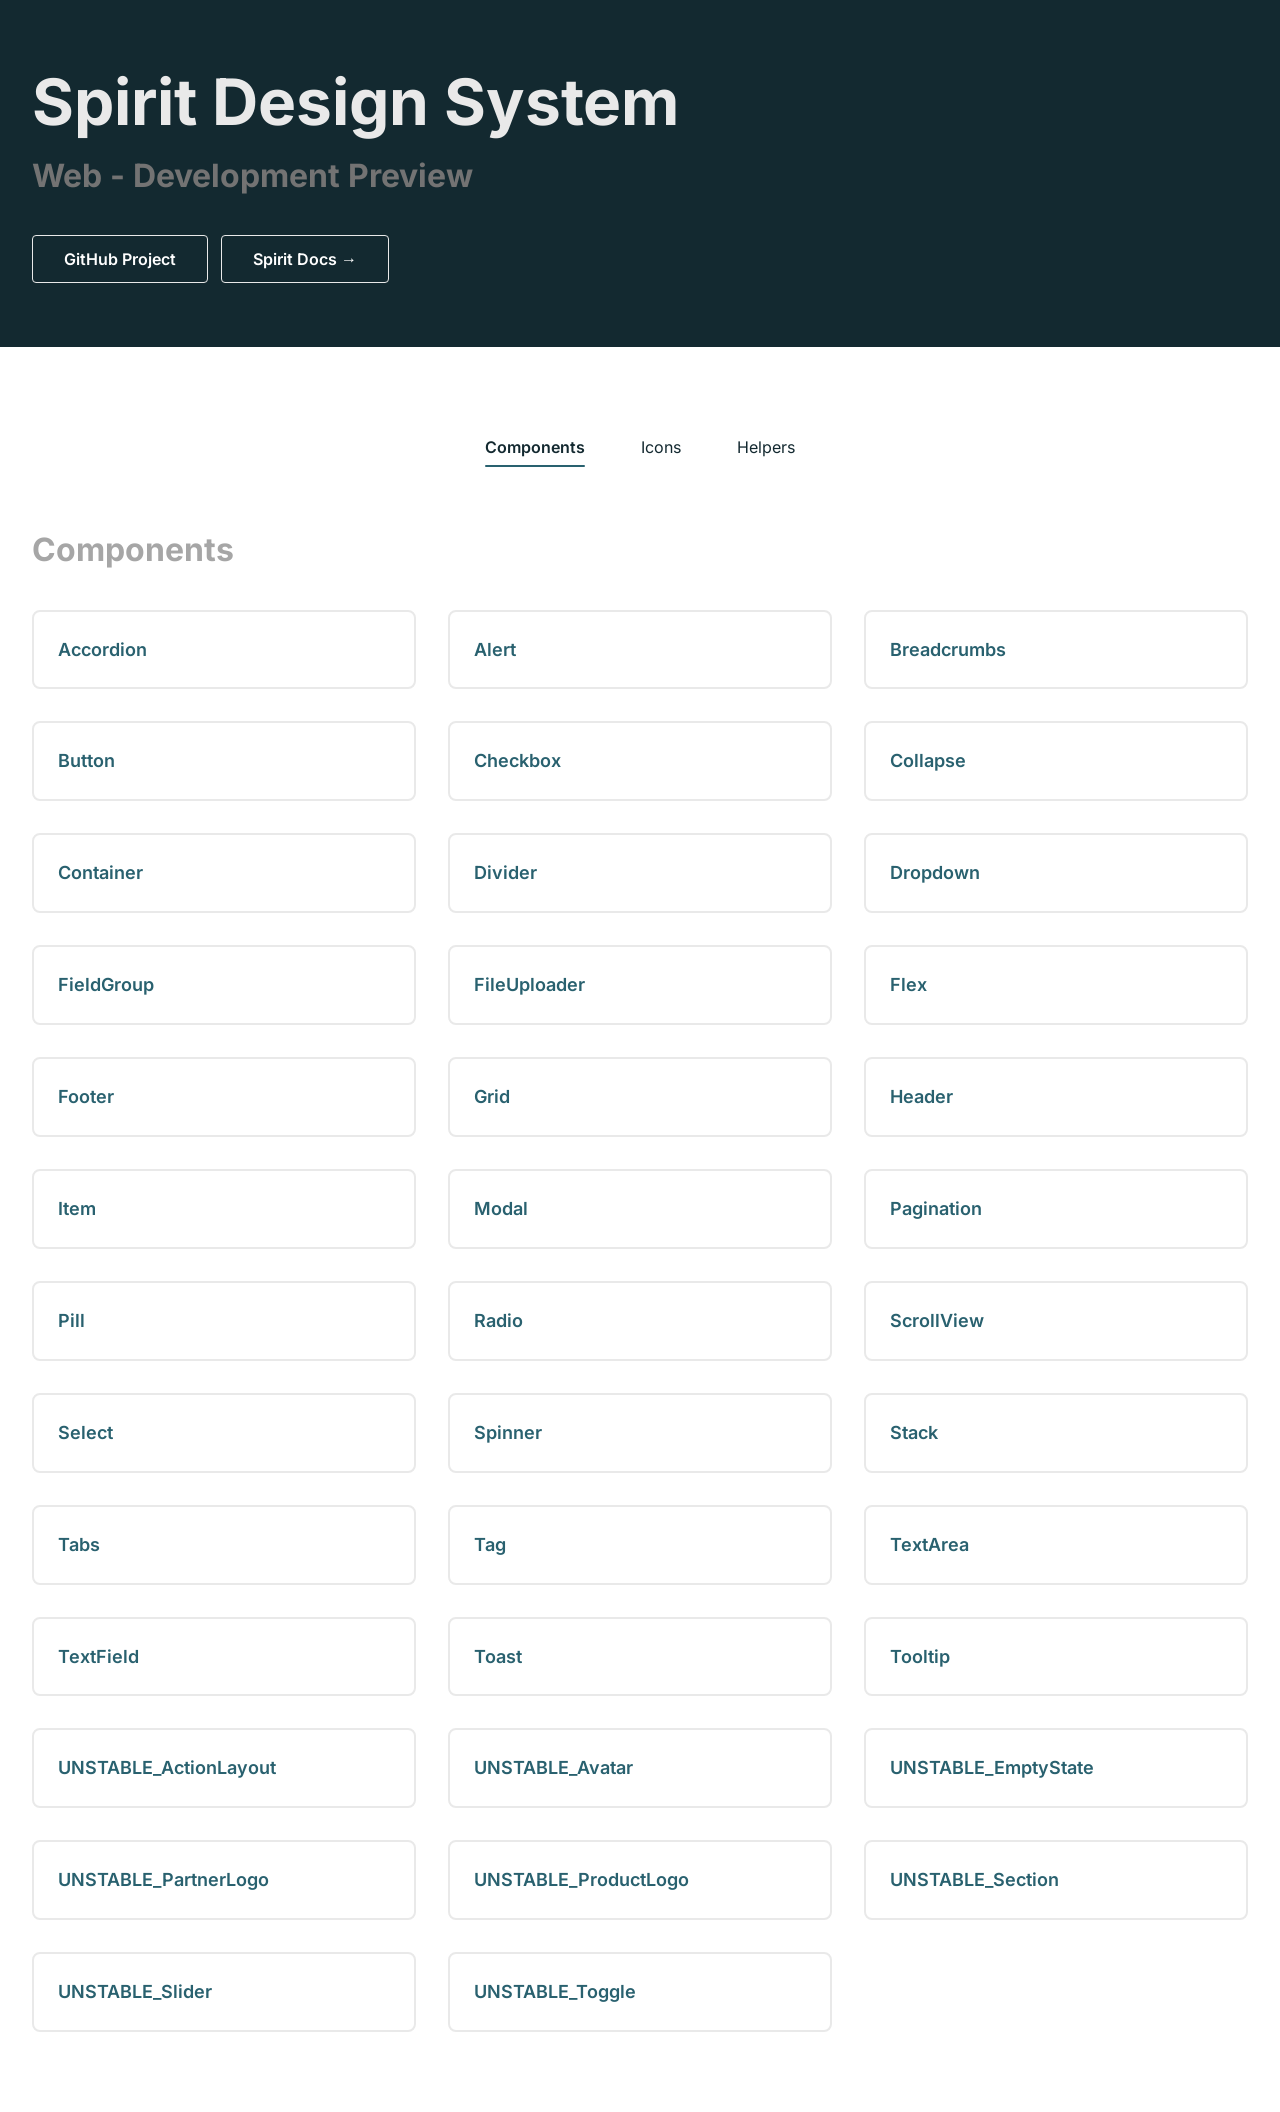 Spirit Design System
Web - Development Preview
GitHub Project Spirit Docs →
Components Icons Helpers
Components
Accordion Alert Breadcrumbs
Button Checkbox Collapse
Container Divider Dropdown
FieldGroup FileUploader Flex
Footer Grid Header
Item Modal Pagination
Pill Radio ScrollView
Select Spinner Stack
Tabs Tag TextArea
TextField Toast Tooltip
UNSTABLE_ActionLayout UNSTABLE_Avatar UNSTABLE_EmptyState
UNSTABLE_PartnerLogo UNSTABLE_ProductLogo UNSTABLE_Section
UNSTABLE_Slider UNSTABLE_Toggle